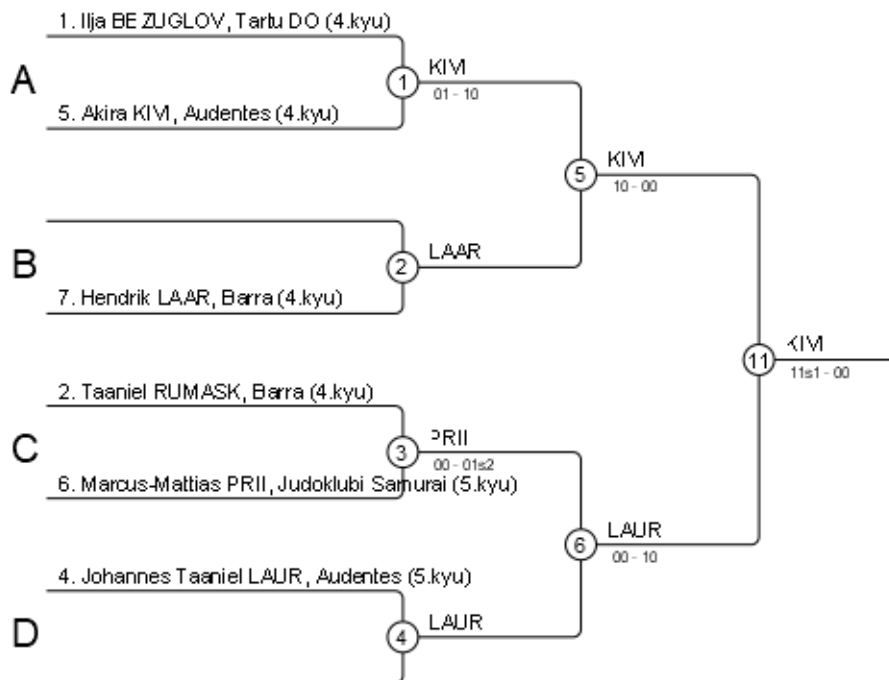 1. Ilja BEZUGLOV, Tartu DO (4.kyu)
A
1
KIVI
01 - 10
5. Akira KIVI, Audentes (4.kyu)
5
KIVI
10 - 00
B
2
LAAR
7. Hendrik LAAR, Barra (4.kyu)
11
KIVI
11s1 - 00
2. Taaniel RUMASK, Barra (4.kyu)
C
3
PRII
00 - 01s2
6. Marcus-Mattias PRII, Judoklubi Samurai (5.kyu)
6
LAUR
00 - 10
4. Johannes Taaniel LAUR, Audentes (5.kyu)
D
4
LAUR